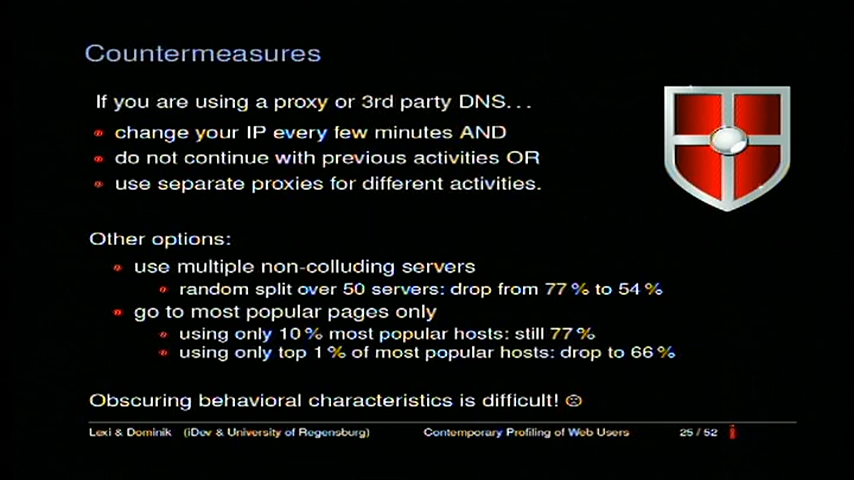 Countermeasures
If you are using a proxy or 3rd party DNS...
change your IP every few minutes AND
do not continue with previous activities OR
use separate proxies for different activities.
Other options:
use multiple non-colluding servers
random split over 50 servers: drop from 77 % to 54 %
go to most popular pages only
using only 10 % most popular hosts: still 77 %
using only top 1 % of most popular hosts: drop to 66 %
Obscuring behavioral characteristics is difficult! ☹
Lexi & Dominik (iDev & University of Regensburg) Contemporary Profiling of Web Users 25 / 52